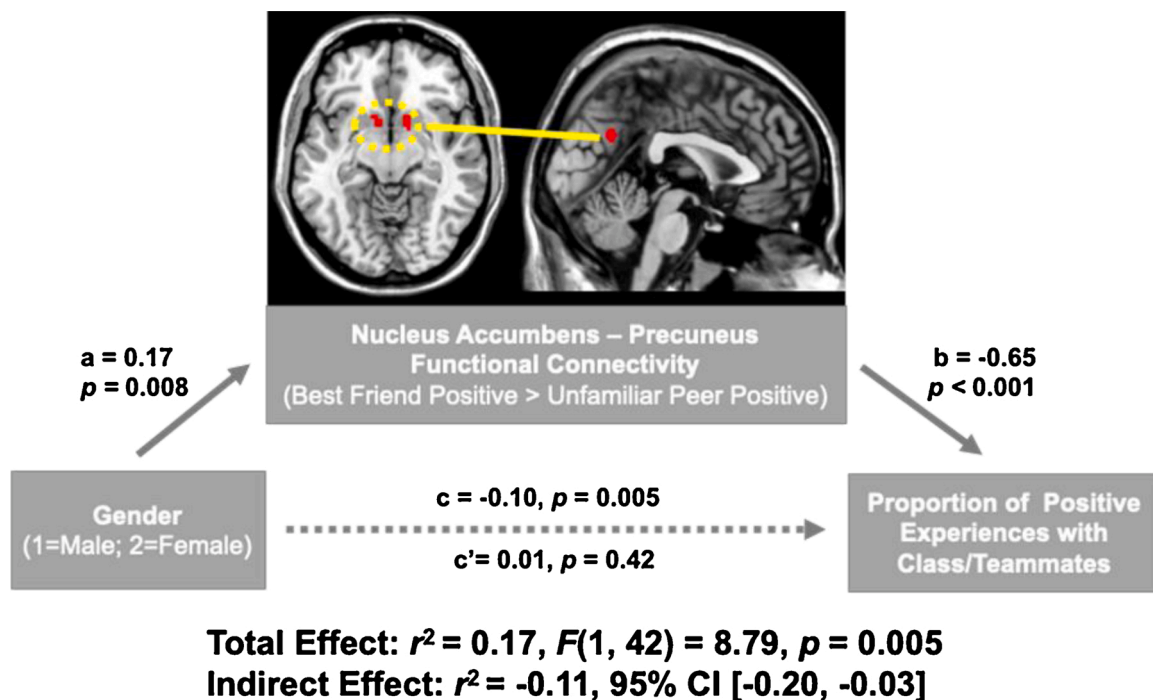 Nucleus Accumbens – Precuneus
Functional Connectivity
(Best Friend Positive > Unfamiliar Peer Positive)
a = 0.17
p = 0.008
b = -0.65
p < 0.001
Gender
(1=Male; 2=Female)
c = -0.10, p = 0.005
c’= 0.01, p = 0.42
Proportion of Positive
Experiences with
Class/Teammates
Total Effect: r² = 0.17, F(1, 42) = 8.79, p = 0.005
Indirect Effect: r² = -0.11, 95% CI [-0.20, -0.03]